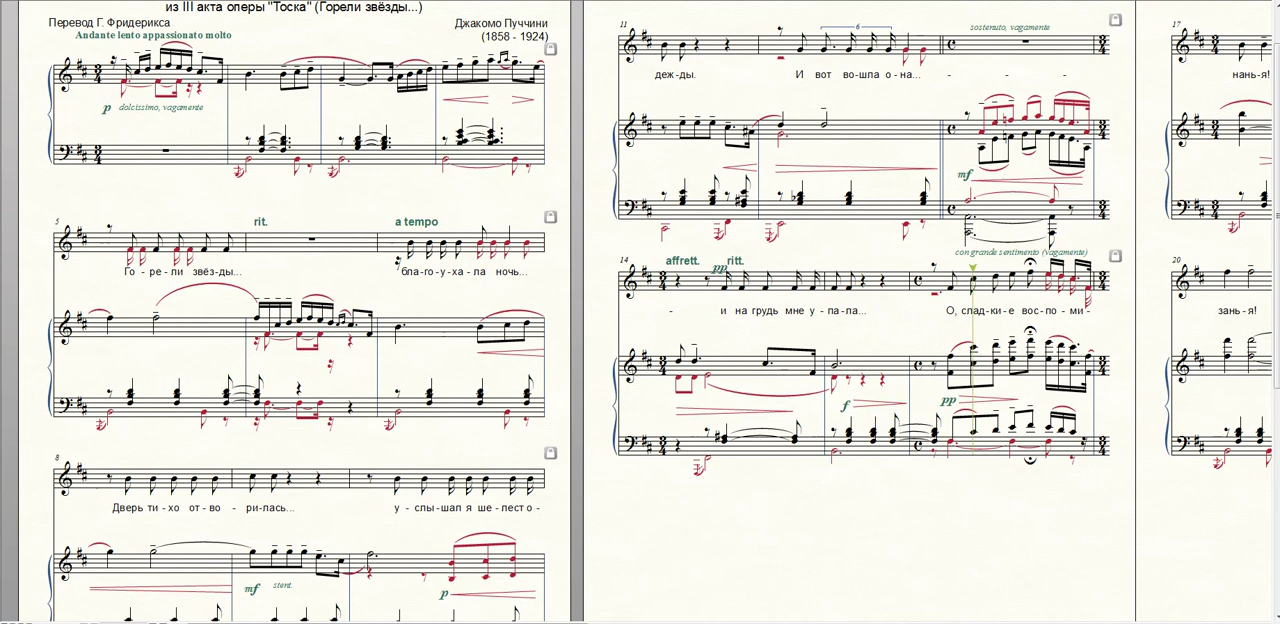 из III акта оперы "Тоска" (Горели звёзды...)
Перевод Г. Фридерикса
Джакомо Пуччини
Andante lento appassionato molto
(1858 - 1924)
p dolcissimo, vagamente
5
rit.
a tempo
Го - ре - ли звёз-ды...
бла-го-у-ха-ла ночь...
8
Дверь ти-хо от-во - ри-лась...
у-слы-шал я ше-лест о-
mf stent.
p
11
sostenuto, vagamente
6
деж-ды.
И вот во-шла о-на... - - -
mf
con grande sentimento (vagamente)
14
affrett.
pp
ritt.
- и на грудь мне у-па-ла...
О, слад-ки-е вос-по-ми-
f
pp
17
нань-я!
20
зань-я!